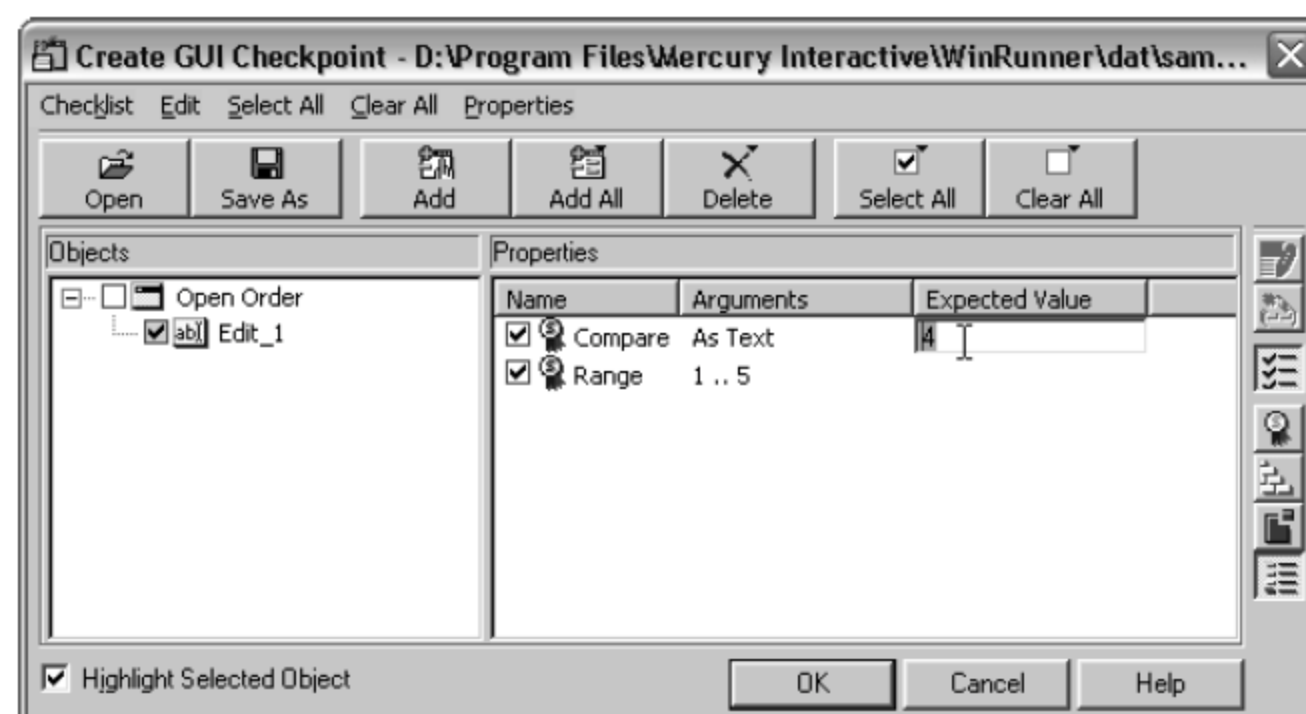 Create GUI Checkpoint - D:\Program Files\Mercury Interactive\WinRunner\dat\sam...
Checklist Edit Select All Clear All Properties
Open Save As Add Add All Delete Select All Clear All
Objects Properties
Open Order
Edit_1
Name Arguments Expected Value
Compare As Text 4
Range 1 .. 5
Highlight Selected Object OK Cancel Help